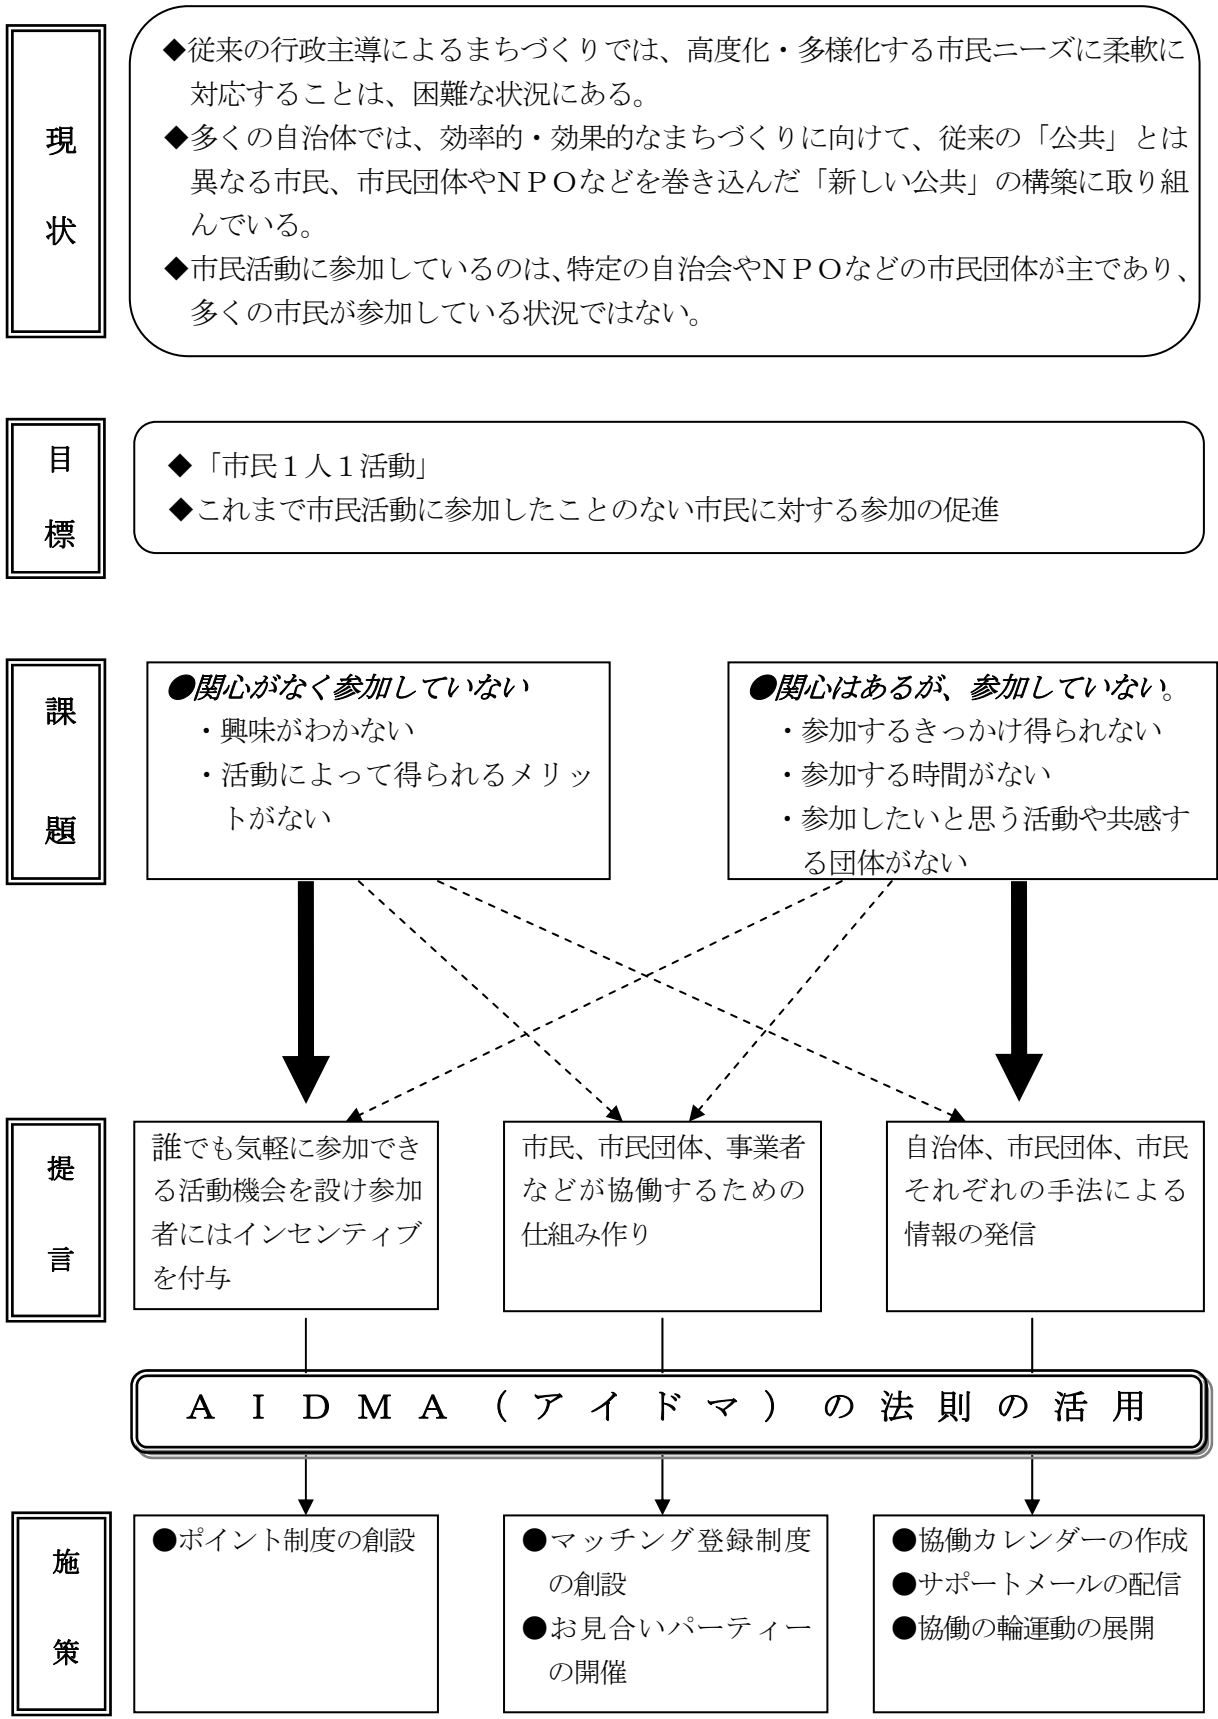 現状
◆従来の行政主導によるまちづくりでは、高度化・多様化する市民ニーズに柔軟に
対応することは、困難な状況にある。
◆多くの自治体では、効率的・効果的なまちづくりに向けて、従来の「公共」とは
異なる市民、市民団体やＮＰＯなどを巻き込んだ「新しい公共」の構築に取り組
んでいる。
◆市民活動に参加しているのは、特定の自治会やＮＰＯなどの市民団体が主であり、
多くの市民が参加している状況ではない。
目標
◆「市民１人１活動」
◆これまで市民活動に参加したことのない市民に対する参加の促進
課題
●関心がなく参加していない
・興味がわかない
・活動によって得られるメリッ
トがない
●関心はあるが、参加していない。
・参加するきっかけ得られない
・参加する時間がない
・参加したいと思う活動や共感す
る団体がない
提言
誰でも気軽に参加でき
る活動機会を設け参加
者にはインセンティブ
を付与
市民、市民団体、事業者
などが協働するための
仕組み作り
自治体、市民団体、市民
それぞれの手法による
情報の発信
ＡＩＤＭＡ（アイドマ）の法則の活用
施策
●ポイント制度の創設
●マッチング登録制度
の創設
●お見合いパーティー
の開催
●協働カレンダーの作成
●サポートメールの配信
●協働の輪運動の展開